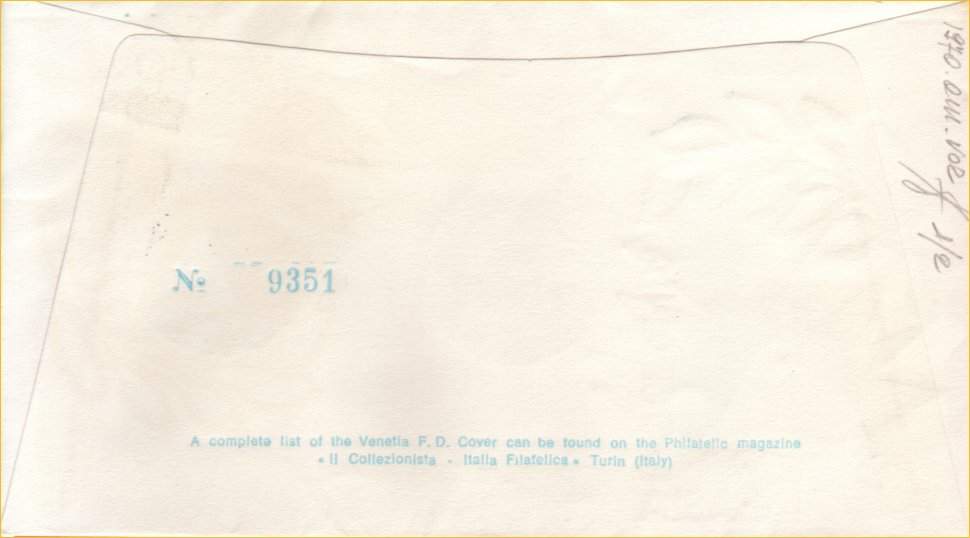 № 9351
A complete list of the Venetia F. D. Cover can be found on the Philatelic magazine
« Il Collezionista - Italia Filatelica » Turin (Italy)
1970.